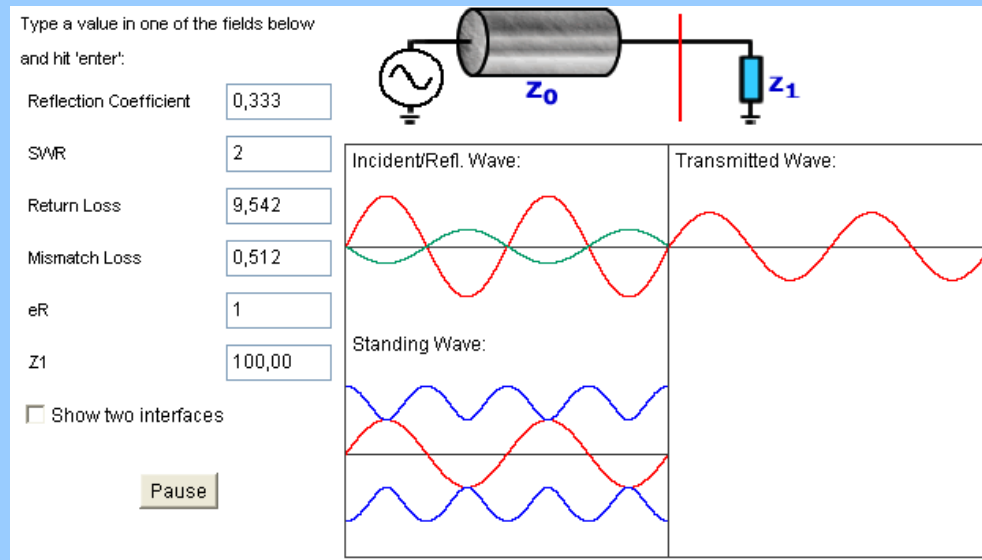 Type a value in one of the fields below
and hit 'enter':
Reflection Coefficient 0,333
SWR 2
Return Loss 9,542
Mismatch Loss 0,512
eR 1
Z1 100,00
Show two interfaces
Pause
Z0
Z1
Incident/Refl. Wave:
Transmitted Wave:
Standing Wave: